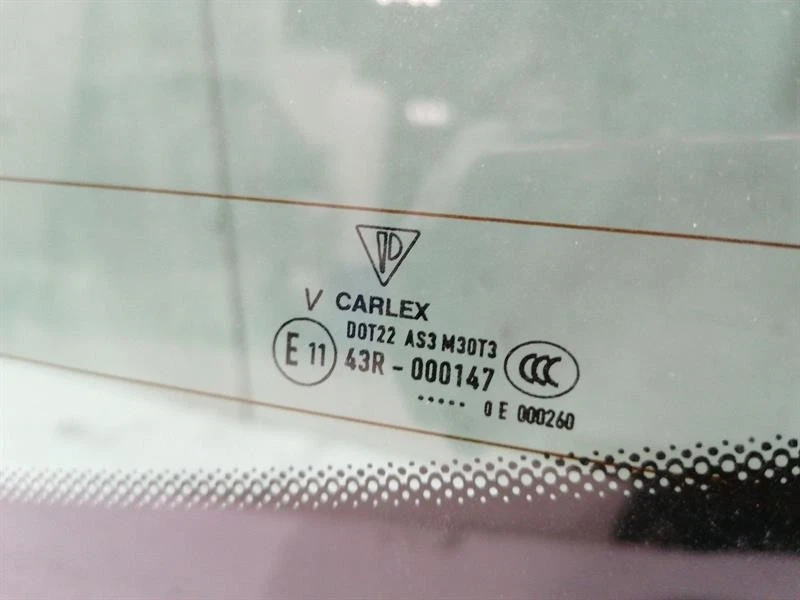 V CARLEX
DOT22 AS3 M30T3
E 11 43R - 000147 CCC
..... 0 E 000260